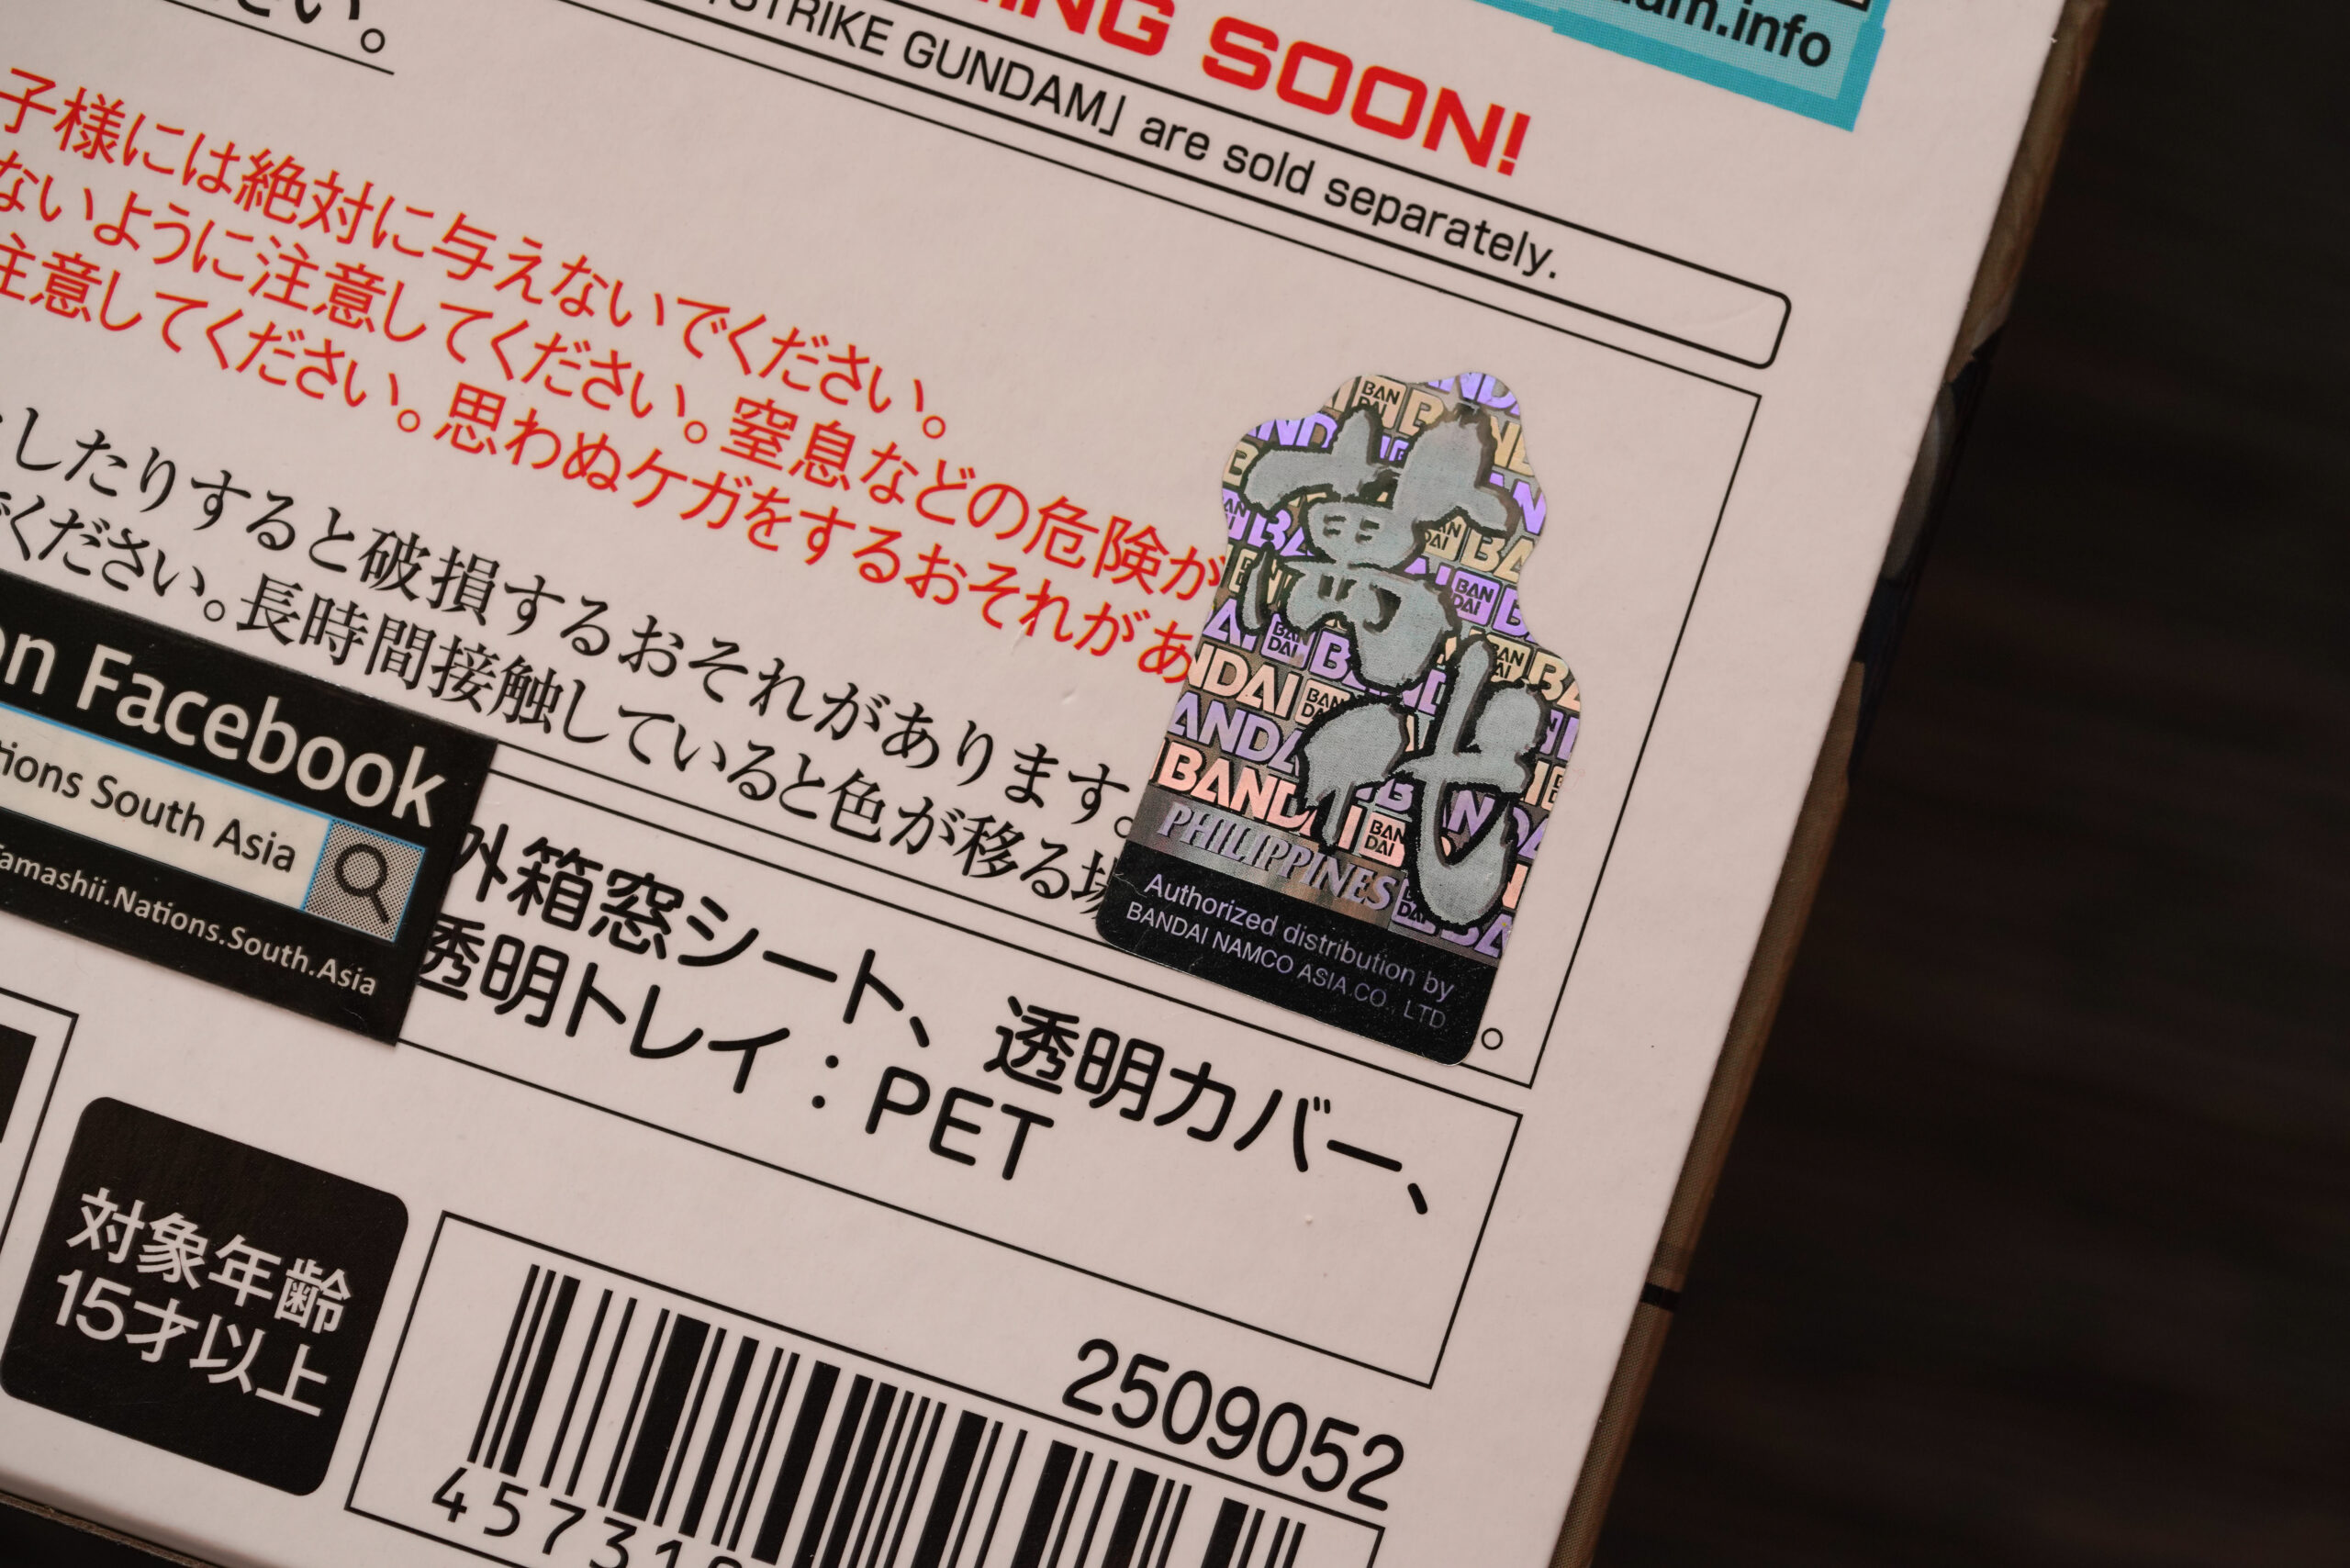 さい。
ING SOON!
STRIKE GUNDAM」 are sold separately.
.info
子様には絶対に与えないでください。
ないように注意してください。窒息などの危険が
注意してください。思わぬケガをするおそれがあ
したりすると破損するおそれがあります。
ください。長時間接触していると色が移る
on Facebook
tions South Asia
Tamashii.Nations.South.Asia
萬代
BANDAI
PHILIPPINES
Authorized distribution by
BANDAI NAMCO ASIA CO., LTD.
外箱窓シート、透明カバー、
透明トレイ：PET
対象年齢
15才以上
2509052
45731